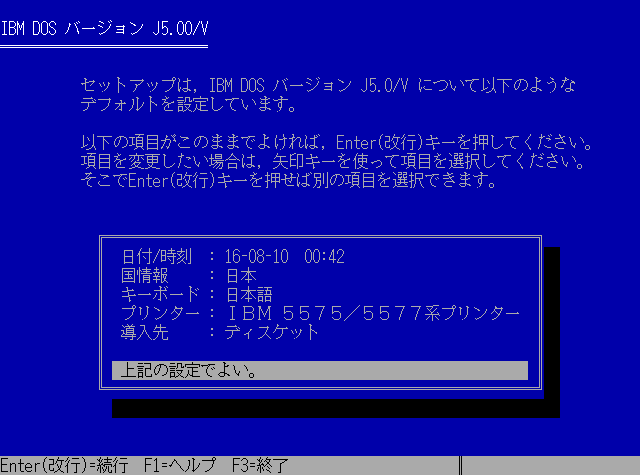 IBM DOS バージョン J5.00/V
セットアップは, IBM DOS バージョン J5.0/V について以下のような
デフォルトを設定しています。
以下の項目がこのままでよければ, Enter(改行)キーを押してください。
項目を変更したい場合は, 矢印キーを使って項目を選択してください。
そこでEnter(改行)キーを押せば別の項目を選択できます。
日付/時刻 : 16-08-10 00:42
国情報 : 日本
キーボード : 日本語
プリンター : ＩＢＭ ５５７５／５５７７系プリンター
導入先 : ディスケット
上記の設定でよい。
Enter(改行)=続行 F1=ヘルプ F3=終了